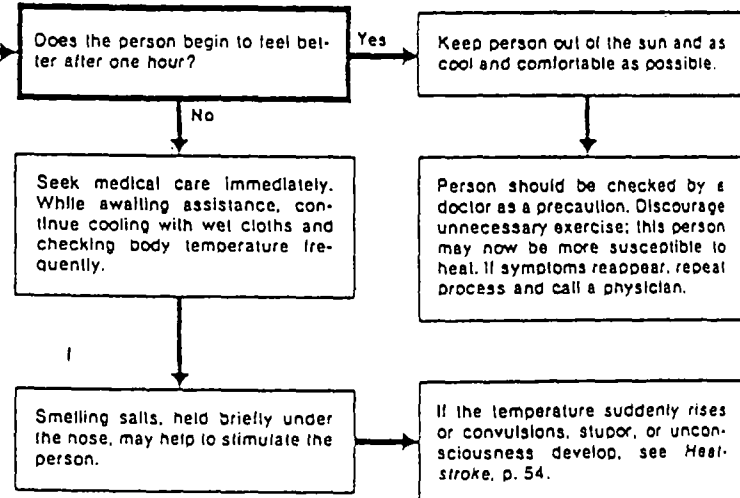 Does the person begin to feel bet-
ter after one hour?
Yes
Keep person out of the sun and as
cool and comfortable as possible.
No
Seek medical care immediately.
While awaiting assistance, con-
tinue cooling with wet cloths and
checking body temperature fre-
quently.
Person should be checked by a
doctor as a precaution. Discourage
unnecessary exercise; this person
may now be more susceptible to
heat. If symptoms reappear, repeat
process and call a physician.
Smelling salts, held briefly under
the nose, may help to stimulate the
person.
If the temperature suddenly rises
or convulsions, stupor, or uncon-
sciousness develop, see Heat-
stroke, p. 54.